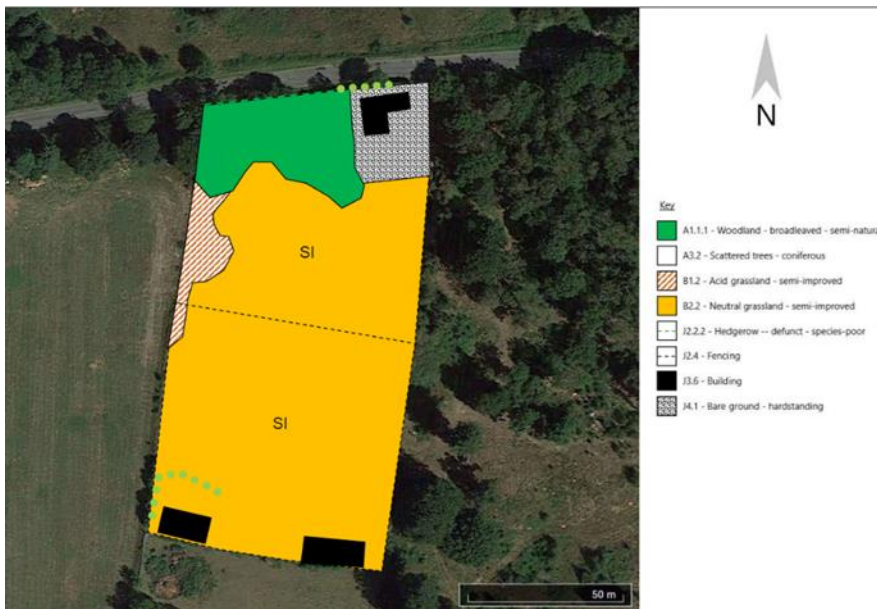 N
Key
A1.1.1 - Woodland - broadleaved - semi-natura
A3.2 - Scattered trees - coniferous
B1.2 - Acid grassland - semi-improved
B2.2 - Neutral grassland - semi-improved
J2.2.2 - Hedgerow -- defunct - species-poor
J2.4 - Fencing
J3.6 - Building
J4.1 - Bare ground - hardstanding
SI
SI
50 m